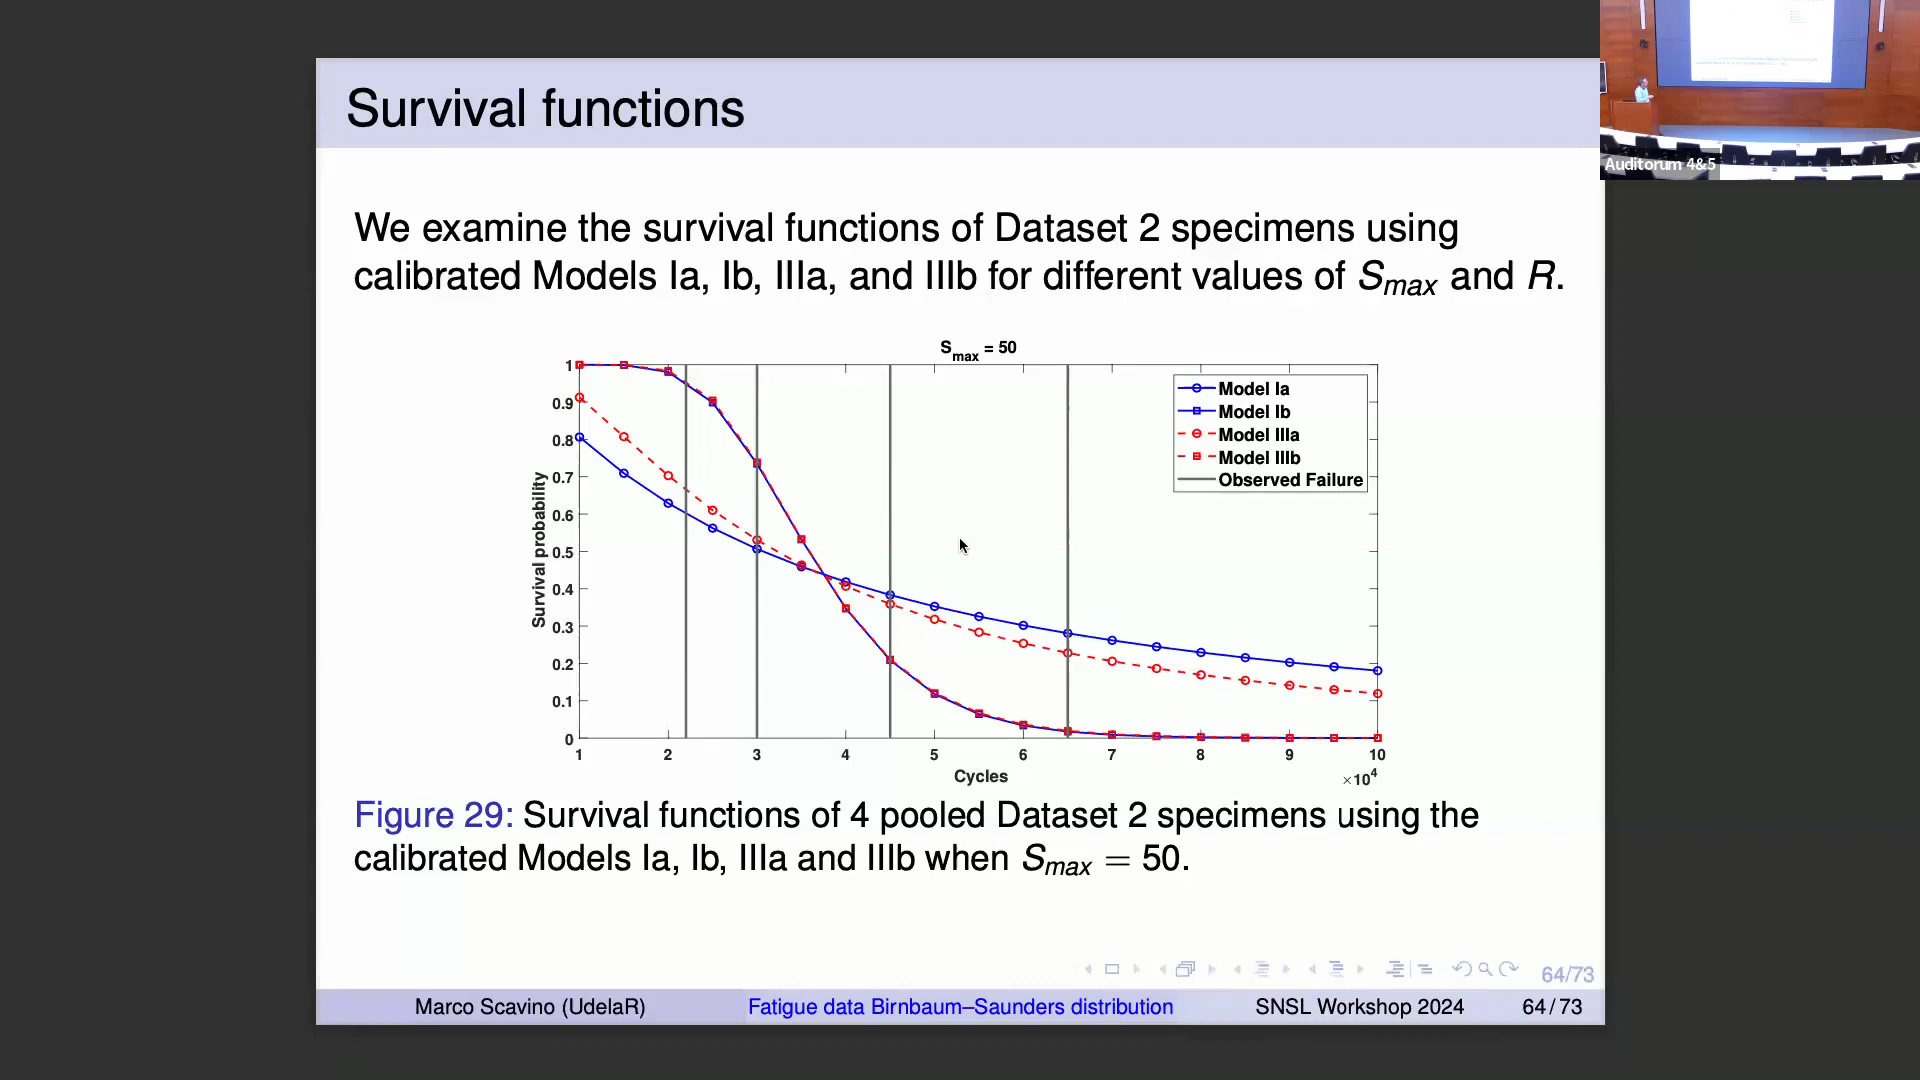 Survival functions
Auditorum 4&5
We examine the survival functions of Dataset 2 specimens using
calibrated Models Ia, Ib, IIIa, and IIIb for different values of Smax and R.
Smax = 50
Model Ia
Model Ib
Model IIIa
Model IIIb
Observed Failure
Survival probability
1
0.9
0.8
0.7
0.6
0.5
0.4
0.3
0.2
0.1
0
1 2 3 4 5 6 7 8 9 10
Cycles
×10^4
Figure 29: Survival functions of 4 pooled Dataset 2 specimens using the
calibrated Models Ia, Ib, IIIa and IIIb when Smax = 50.
64/73
Marco Scavino (UdelaR) Fatigue data Birnbaum–Saunders distribution SNSL Workshop 2024 64/73